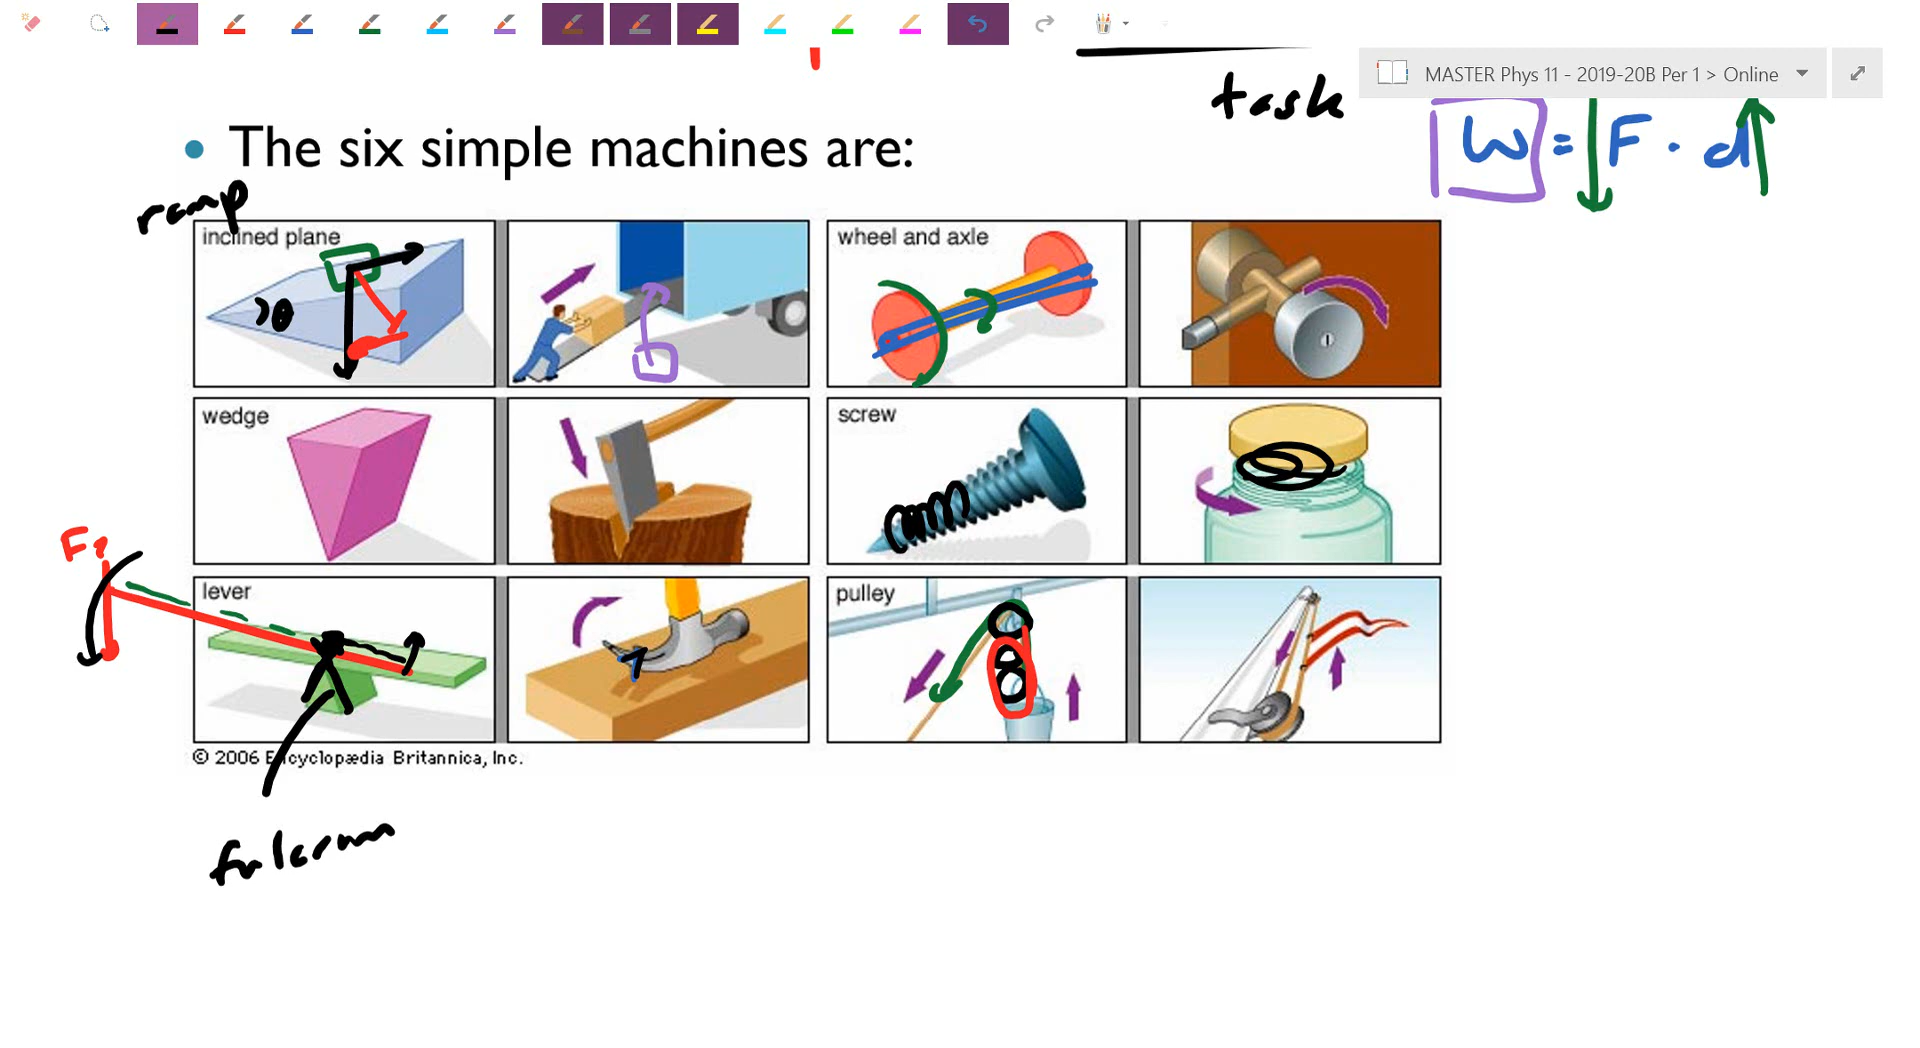 MASTER Phys 11 - 2019-20B Per 1 > Online
task
W = F · d
• The six simple machines are:
ramp
inclined plane
θ
wheel and axle
wedge
screw
F
lever
pulley
© 2006 Encyclopædia Britannica, Inc.
fulcrum